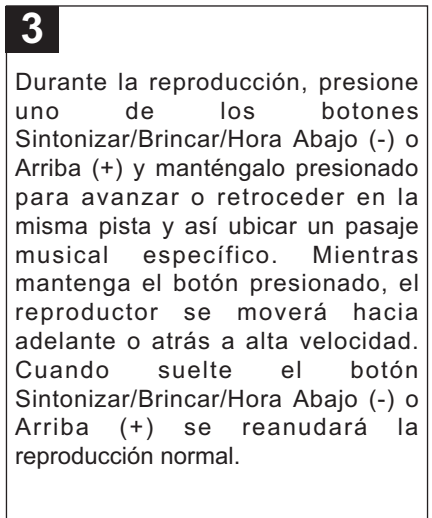 3
Durante la reproducción, presione
uno de los botones
Sintonizar/Brincar/Hora Abajo (-) o
Arriba (+) y manténgalo presionado
para avanzar o retroceder en la
misma pista y así ubicar un pasaje
musical específico. Mientras
mantenga el botón presionado, el
reproductor se moverá hacia
adelante o atrás a alta velocidad.
Cuando suelte el botón
Sintonizar/Brincar/Hora Abajo (-) o
Arriba (+) se reanudará la
reproducción normal.